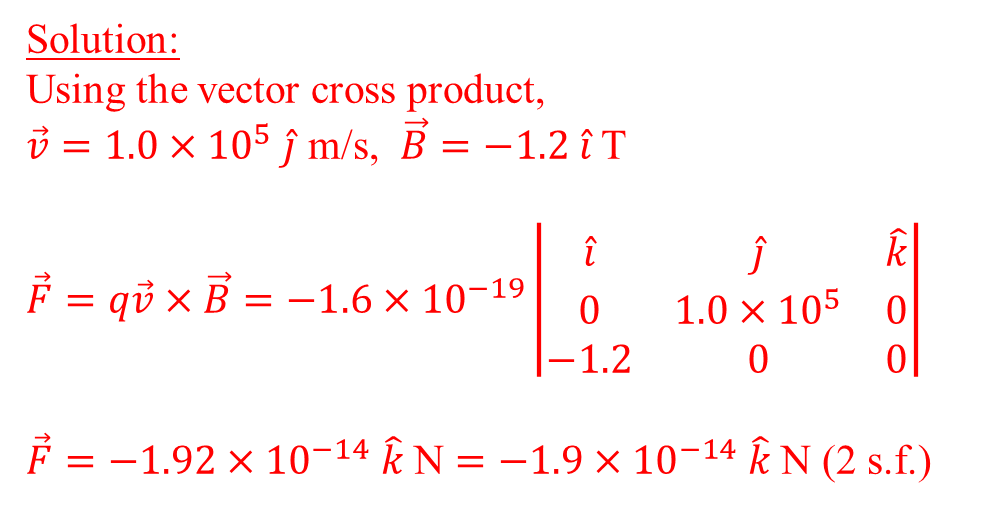 Solution:
Using the vector cross product,
v⃗ = 1.0 × 10⁵ ĵ m/s, B⃗ = −1.2 î T
î ĵ k̂
F⃗ = qv⃗ × B⃗ = −1.6 × 10⁻¹⁹ | 0 1.0 × 10⁵ 0 |
−1.2 0 0
F⃗ = −1.92 × 10⁻¹⁴ k̂ N = −1.9 × 10⁻¹⁴ k̂ N (2 s.f.)